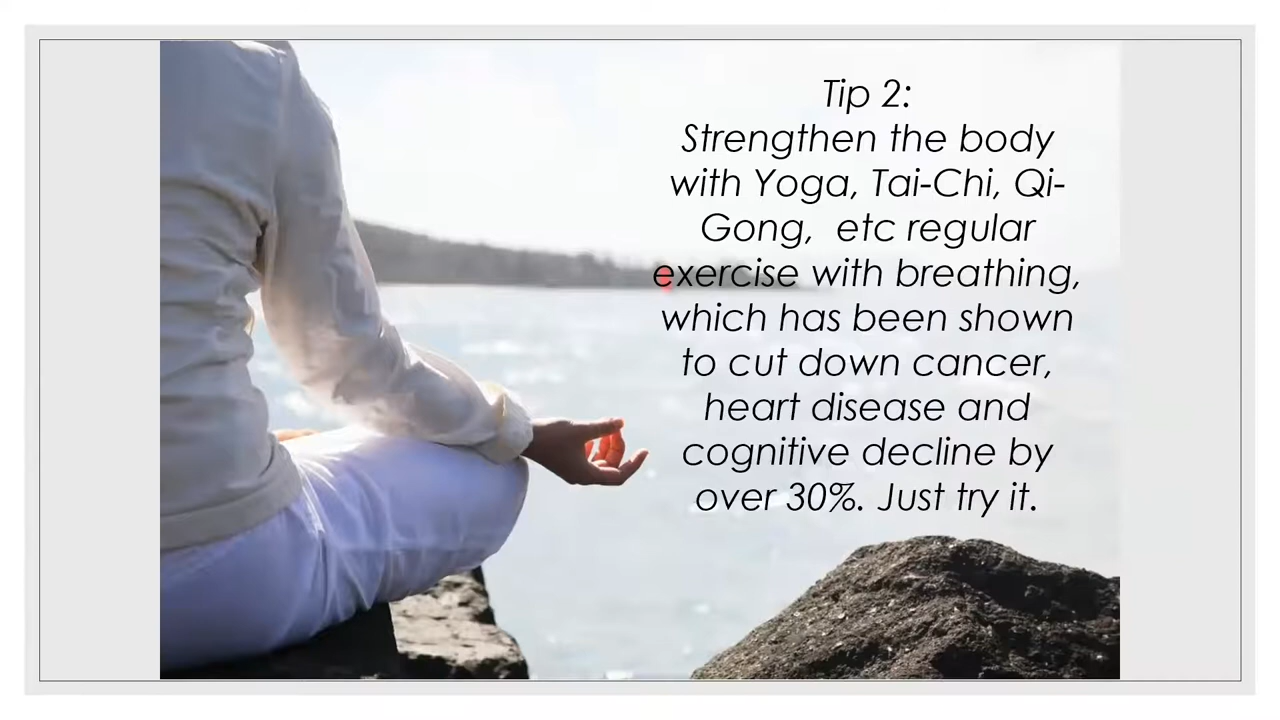 Tip 2:
Strengthen the body
with Yoga, Tai-Chi, Qi-
Gong,  etc regular
exercise with breathing,
which has been shown
to cut down cancer,
heart disease and
cognitive decline by
over 30%. Just try it.